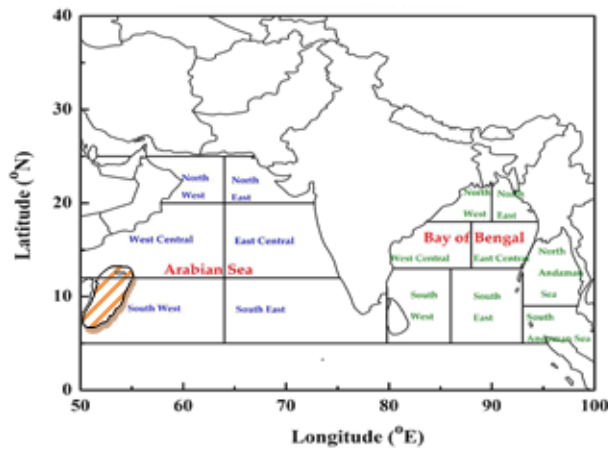 40
30
20
10
0
Latitude (°N)
North
West
North
East
West Central
East Central
Arabian Sea
South West
South East
North
West
North
East
Bay of Bengal
West Central
East Central
North
Andaman
Sea
South
West
South
East
South
Andaman Sea
50
60
70
80
90
100
Longitude (°E)